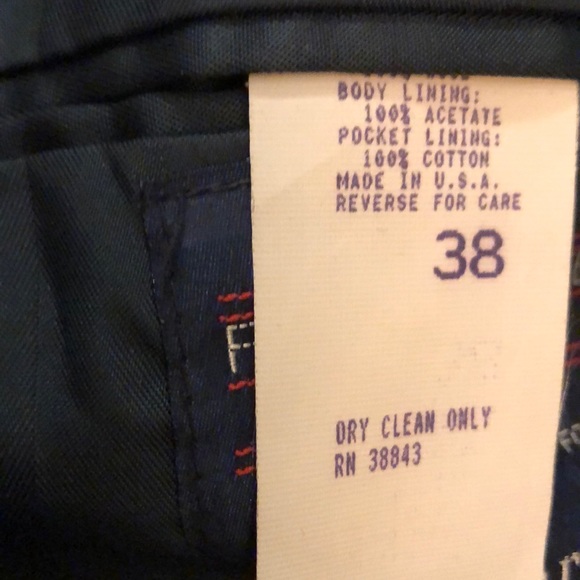 BODY LINING:
100% ACETATE
POCKET LINING:
100% COTTON
MADE IN U.S.A.
REVERSE FOR CARE
38
DRY CLEAN ONLY
RN 38843